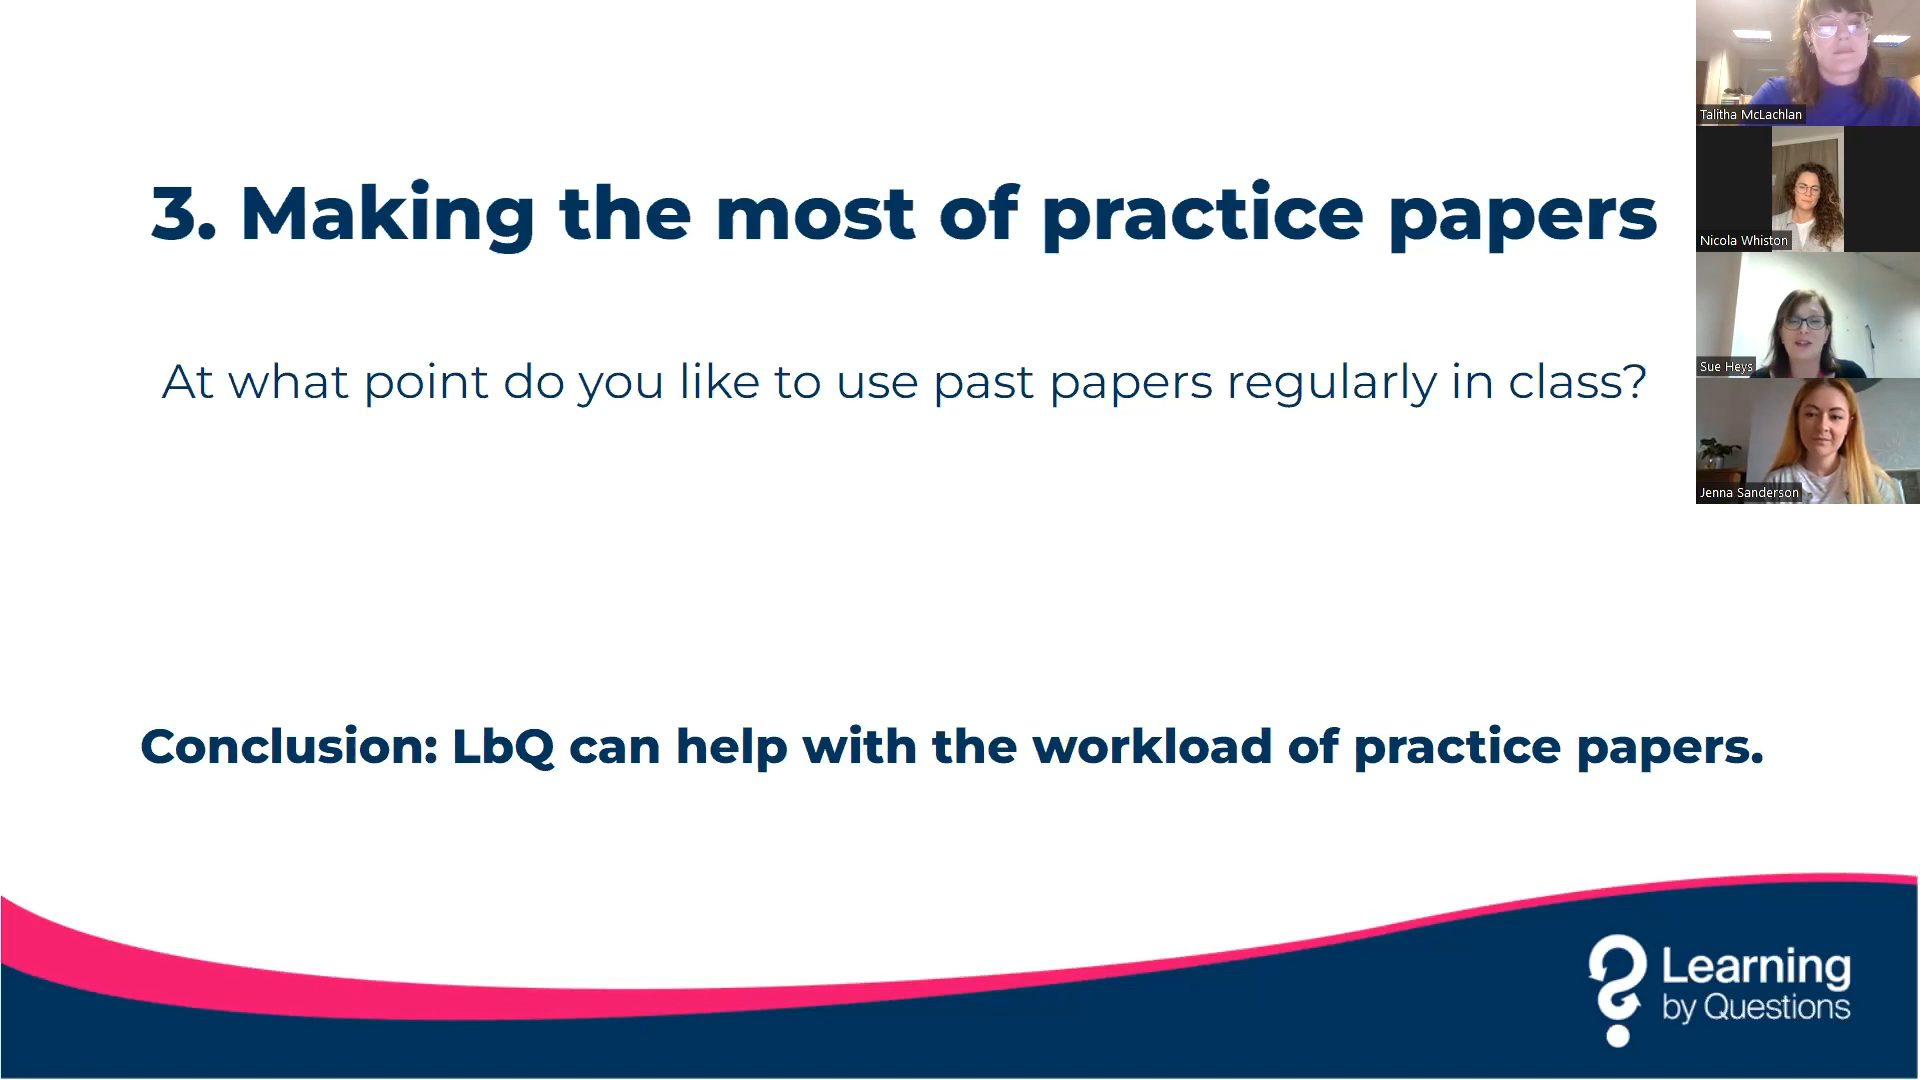 3. Making the most of practice papers
At what point do you like to use past papers regularly in class?
Conclusion: LbQ can help with the workload of practice papers.
Talitha McLachlan
Nicola Whiston
Sue Heys
Jenna Sanderson
Learning
by Questions